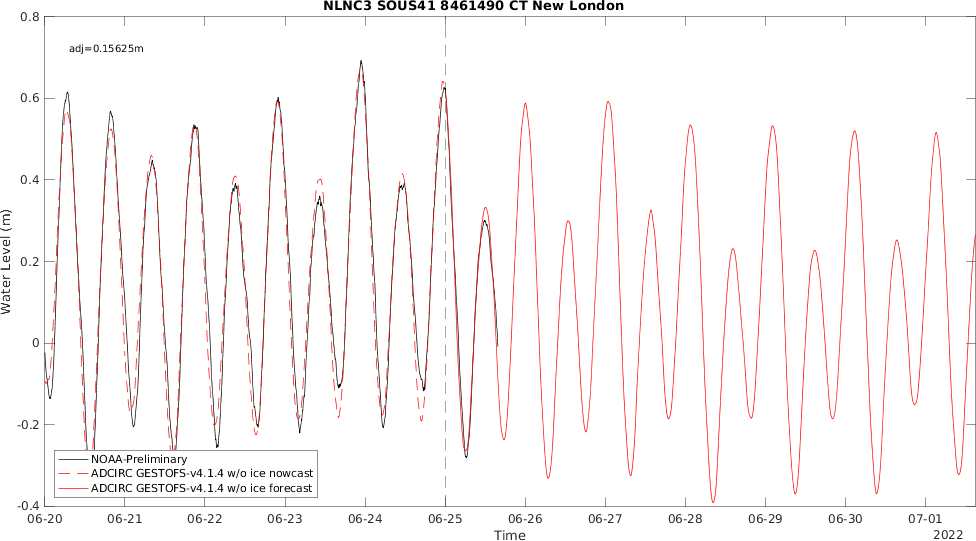 NLNC3 SOUS41 8461490 CT New London
adj=0.15625m
0.8
0.6
0.4
0.2
0
-0.2
-0.4
Water Level (m)
NOAA-Preliminary
ADCIRC GESTOFS-v4.1.4 w/o ice nowcast
ADCIRC GESTOFS-v4.1.4 w/o ice forecast
06-20 06-21 06-22 06-23 06-24 06-25 06-26 06-27 06-28 06-29 06-30 07-01
Time
2022